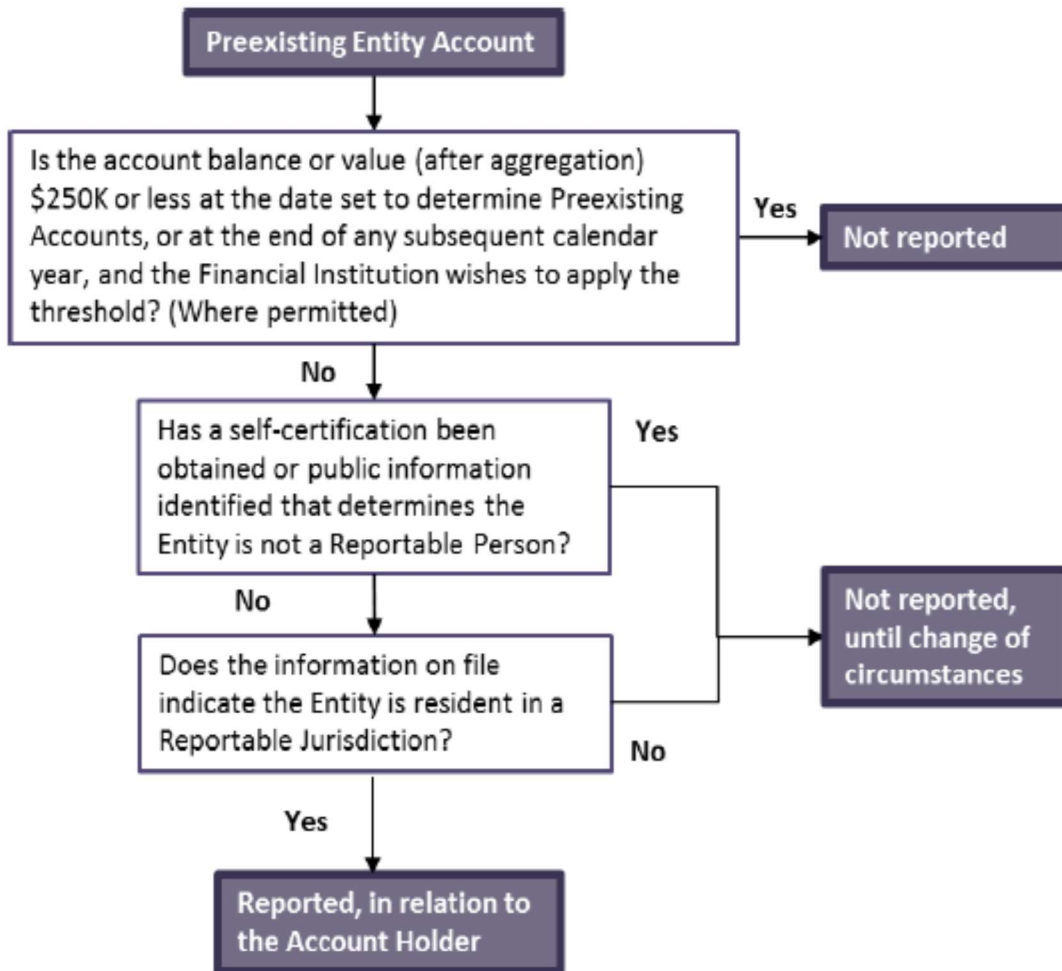 Preexisting Entity Account
Is the account balance or value (after aggregation)
$250K or less at the date set to determine Preexisting
Accounts, or at the end of any subsequent calendar
year, and the Financial Institution wishes to apply the
threshold? (Where permitted)
Yes
Not reported
No
Has a self-certification been
obtained or public information
identified that determines the
Entity is not a Reportable Person?
Yes
No
Not reported,
until change of
circumstances
Does the information on file
indicate the Entity is resident in a
Reportable Jurisdiction?
No
Yes
Reported, in relation to
the Account Holder